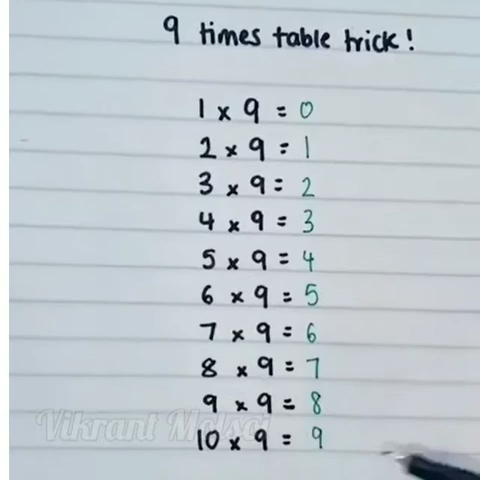 9 times table trick!
1 x 9 = 0
2 x 9 = 1
3 x 9 = 2
4 x 9 = 3
5 x 9 = 4
6 x 9 = 5
7 x 9 = 6
8 x 9 = 7
9 x 9 = 8
Vikrant
10 x 9 = 9